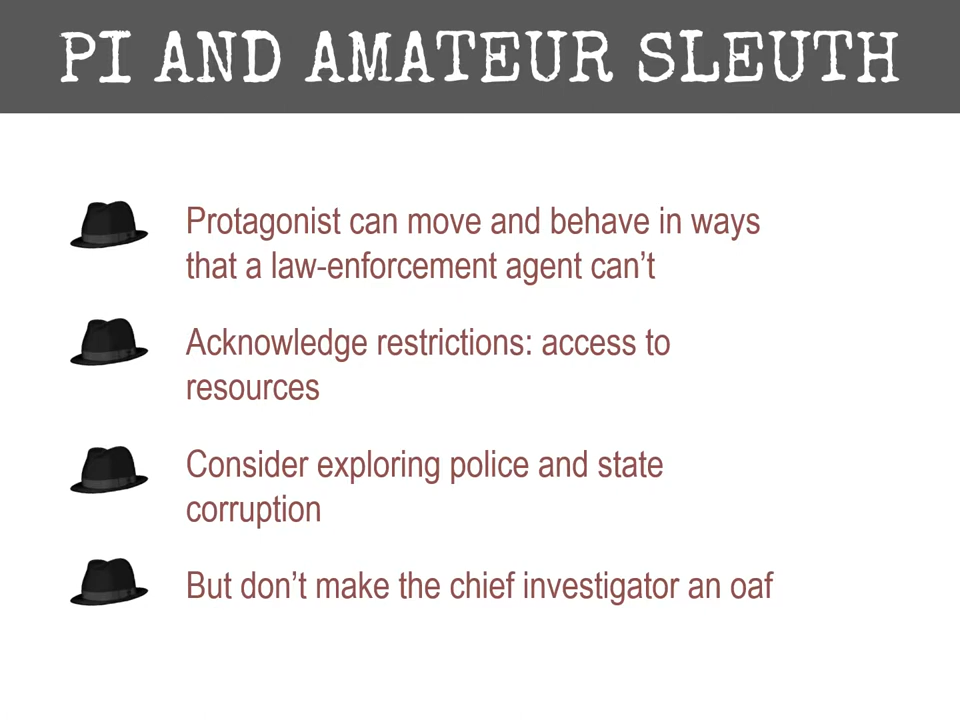 PI AND AMATEUR SLEUTH
Protagonist can move and behave in ways
that a law-enforcement agent can’t
Acknowledge restrictions: access to
resources
Consider exploring police and state
corruption
But don’t make the chief investigator an oaf